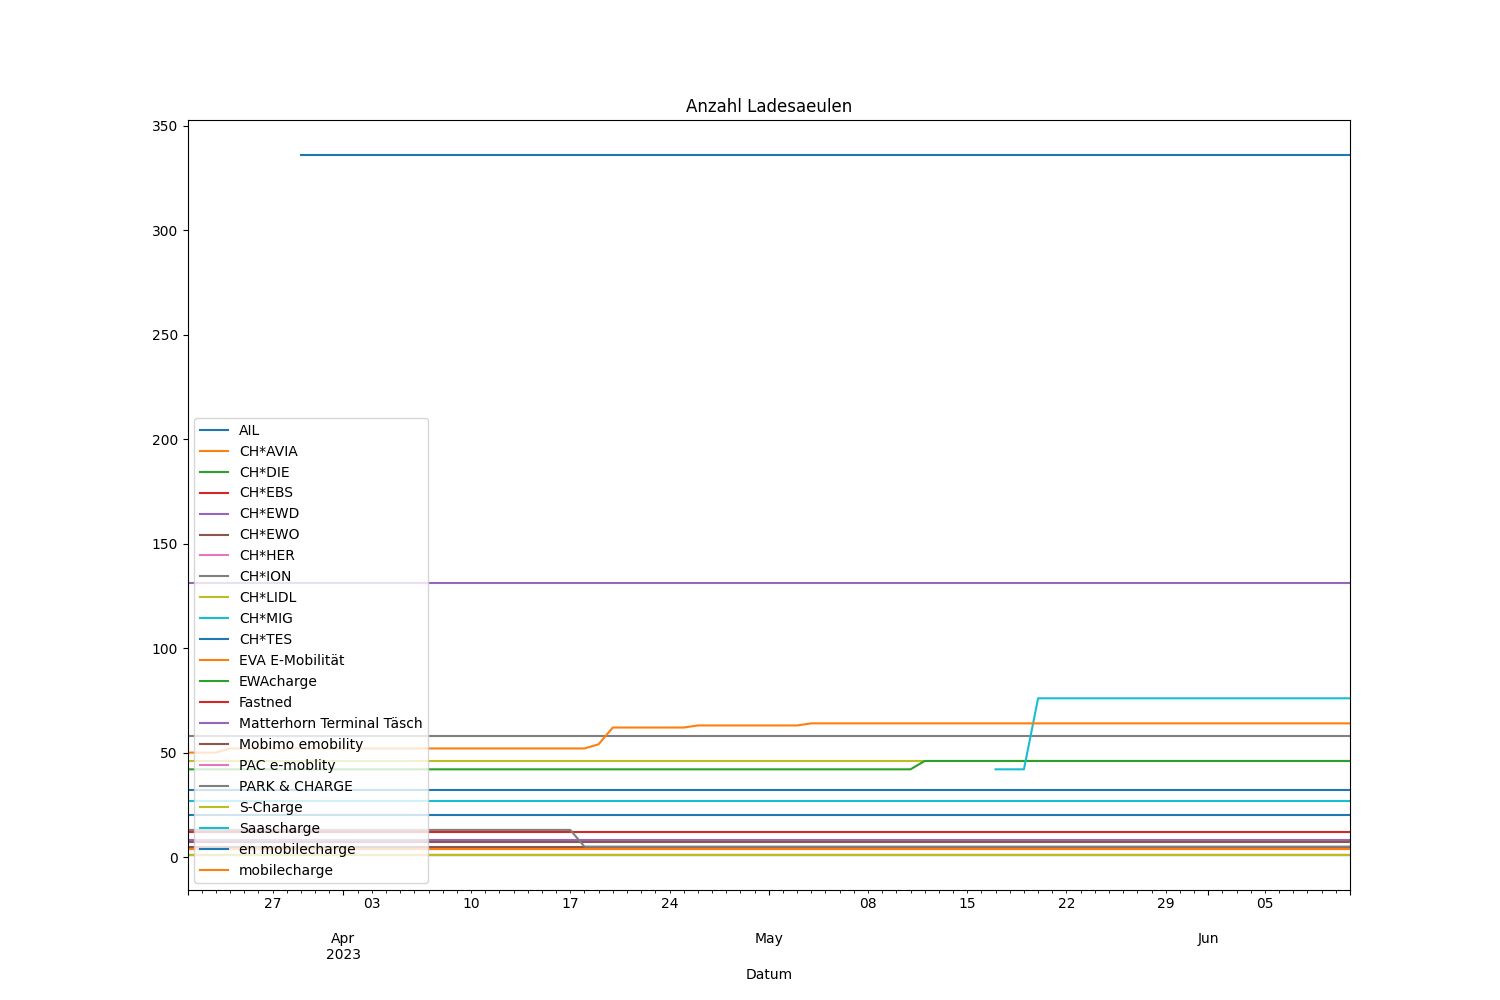 Anzahl Ladesaeulen
350
300
250
200
150
100
50
0
AIL
CH*AVIA
CH*DIE
CH*EBS
CH*EWD
CH*EWO
CH*HER
CH*ION
CH*LIDL
CH*MIG
CH*TES
EVA E-Mobilität
EWAcharge
Fastned
Matterhorn Terminal Täsch
Mobimo emobility
PAC e-moblity
PARK & CHARGE
S-Charge
Saascharge
en mobilecharge
mobilecharge
27 03 10 17 24 08 15 22 29 05
Apr May Jun
2023
Datum